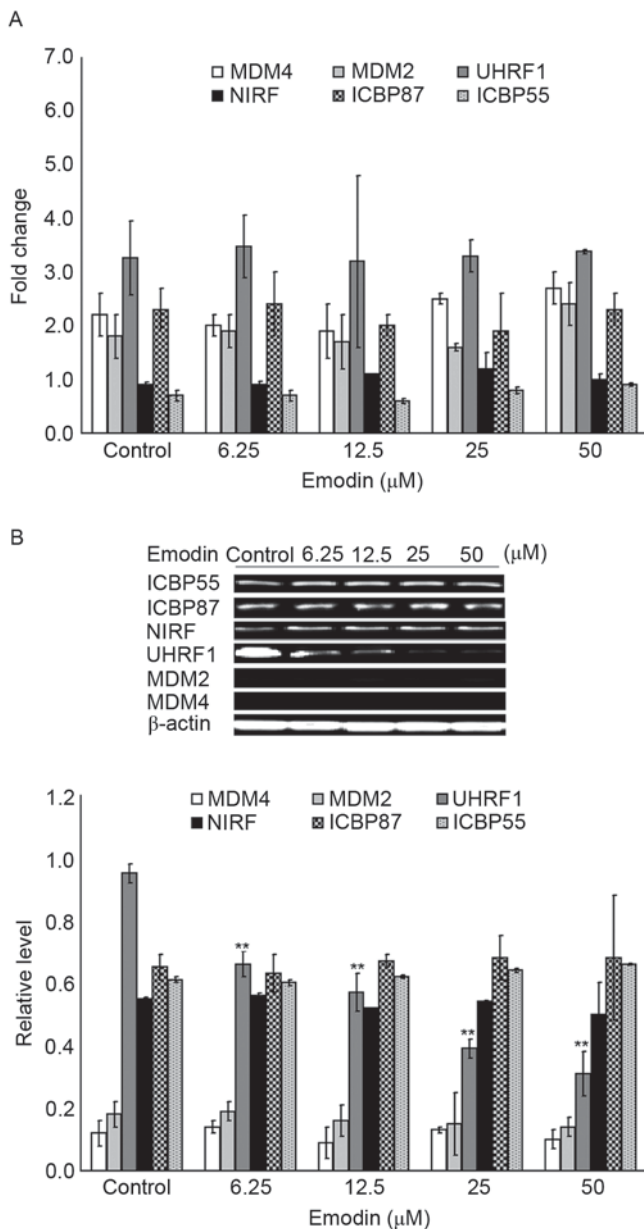 A
7.0
6.0
5.0
4.0
3.0
2.0
1.0
0.0
Fold change
MDM4 MDM2 UHRF1
NIRF ICBP87 ICBP55
Control 6.25 12.5 25 50
Emodin (μM)
B
Emodin Control 6.25 12.5 25 50 (μM)
ICBP55
ICBP87
NIRF
UHRF1
MDM2
MDM4
β-actin
1.2
1.0
0.8
0.6
0.4
0.2
0.0
Relative level
MDM4 MDM2 UHRF1
NIRF ICBP87 ICBP55
**
**
**
**
Control 6.25 12.5 25 50
Emodin (μM)